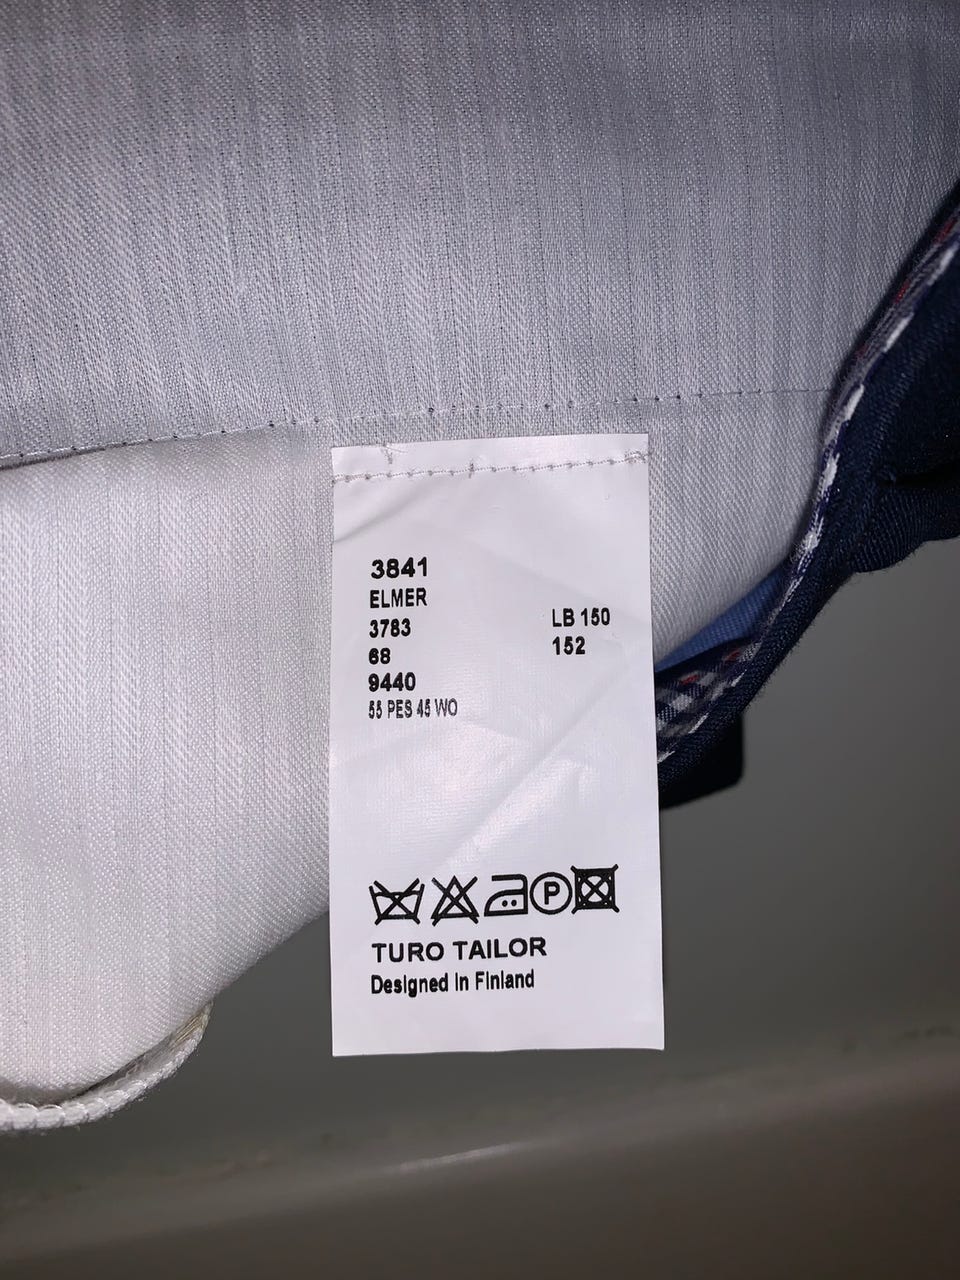 3841
ELMER
3783
LB 150
68
152
9440
55 PES 45 WO
P
TURO TAILOR
Designed in Finland